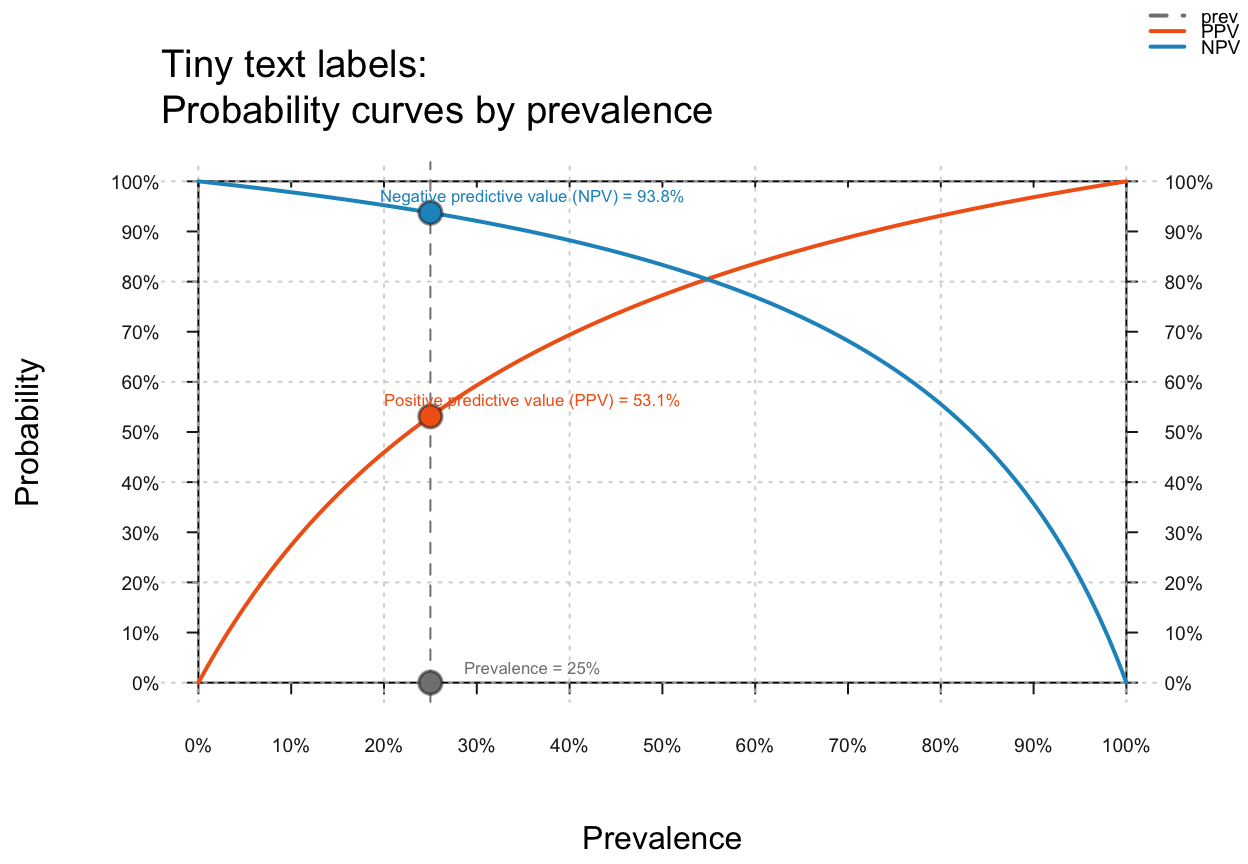 prev
PPV
NPV
Tiny text labels:
Probability curves by prevalence
100%
90%
80%
70%
60%
50%
40%
30%
20%
10%
0%
Negative predictive value (NPV) = 93.8%
Positive predictive value (PPV) = 53.1%
Prevalence = 25%
100%
90%
80%
70%
60%
50%
40%
30%
20%
10%
0%
Probability
0% 10% 20% 30% 40% 50% 60% 70% 80% 90% 100%
Prevalence